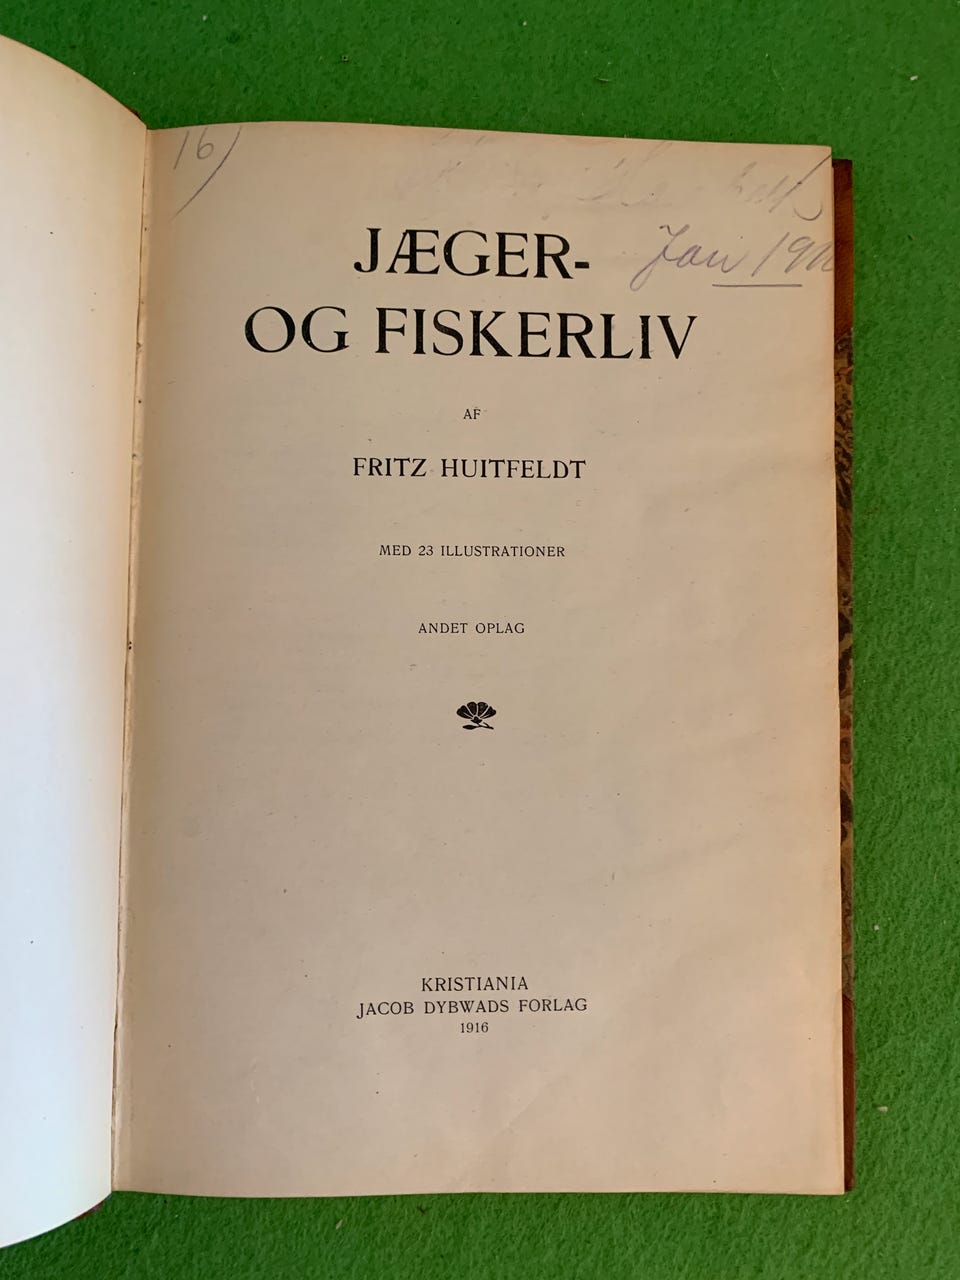 16)
Jan 19
JÆGER-
OG FISKERLIV
AF
FRITZ HUITFELDT
MED 23 ILLUSTRATIONER
ANDET OPLAG
KRISTIANIA
JACOB DYBWADS FORLAG
1916